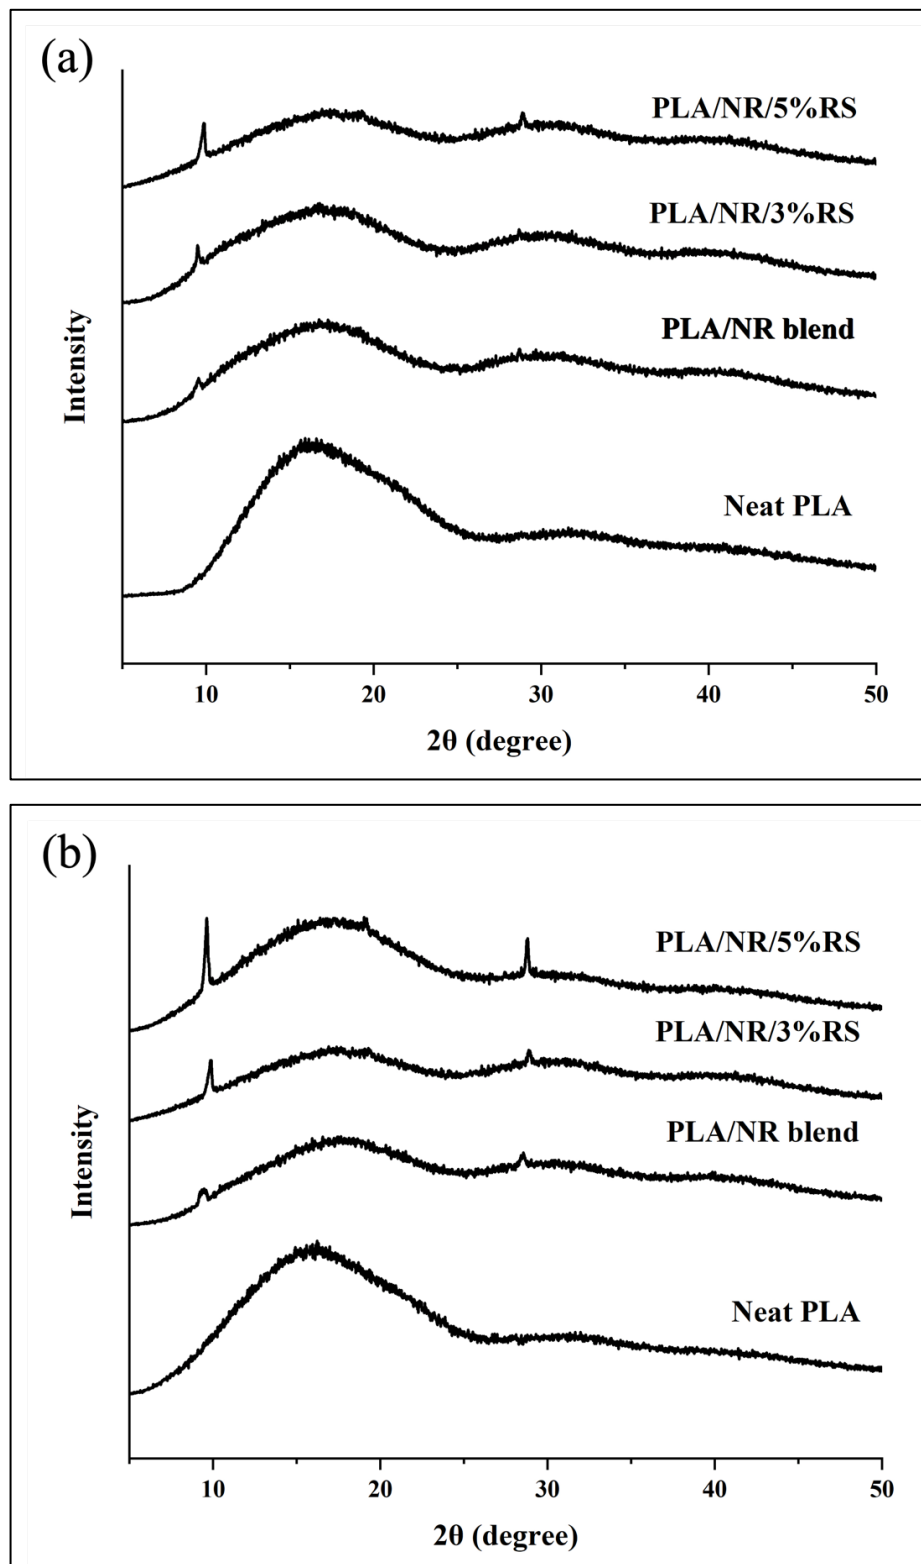 (a)
PLA/NR/5%RS
PLA/NR/3%RS
PLA/NR blend
Neat PLA
Intensity
10 20 30 40 50
2θ (degree)
(b)
PLA/NR/5%RS
PLA/NR/3%RS
PLA/NR blend
Neat PLA
Intensity
10 20 30 40 50
2θ (degree)